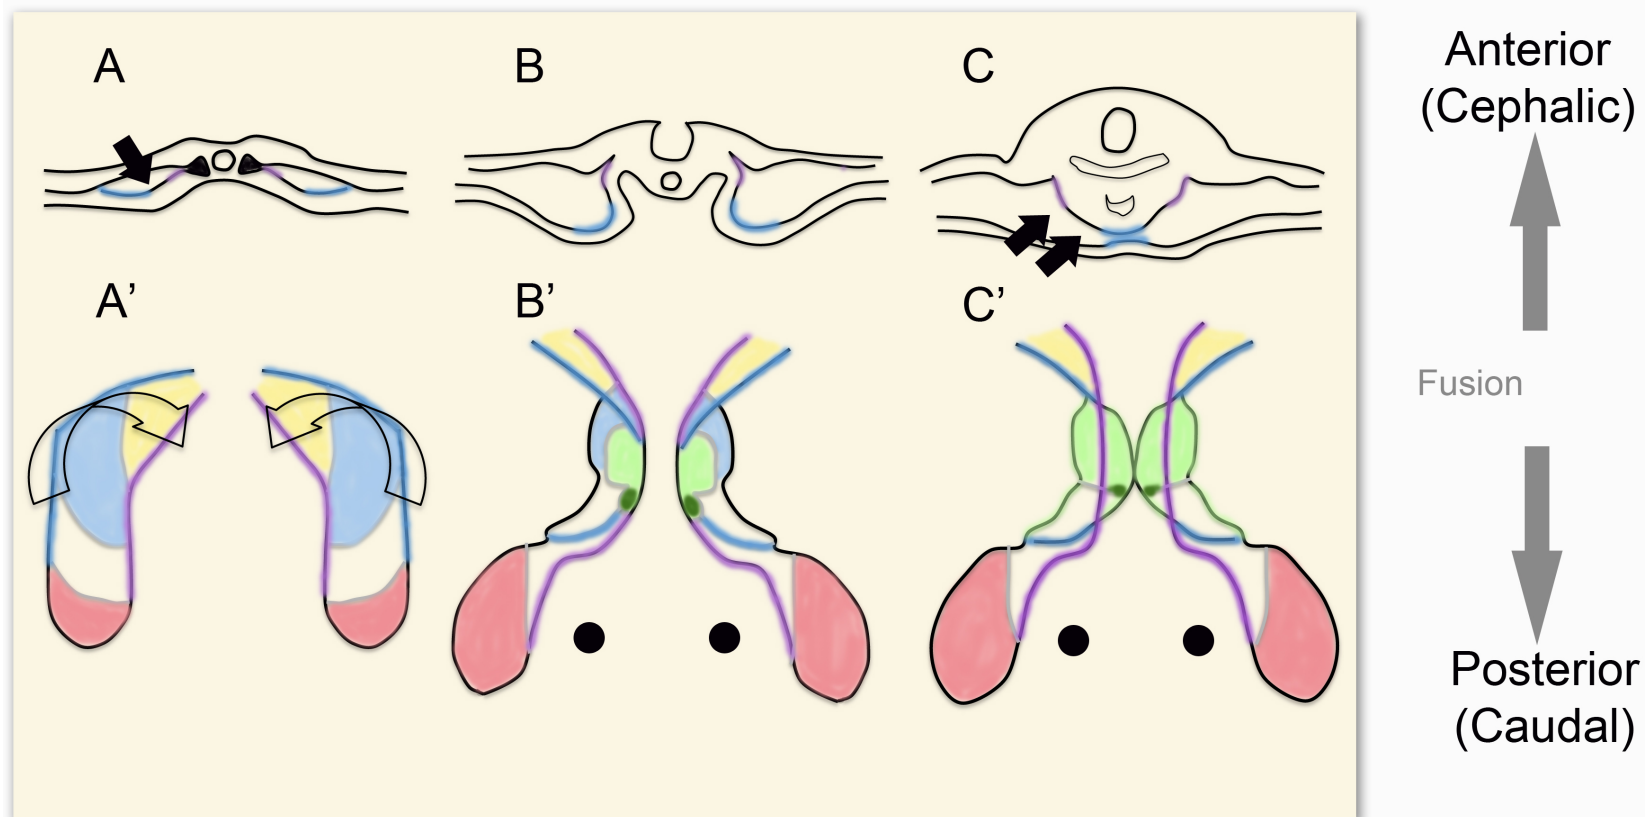 A
B
C
A’
B’
C’
Anterior
(Cephalic)
Fusion
Posterior
(Caudal)